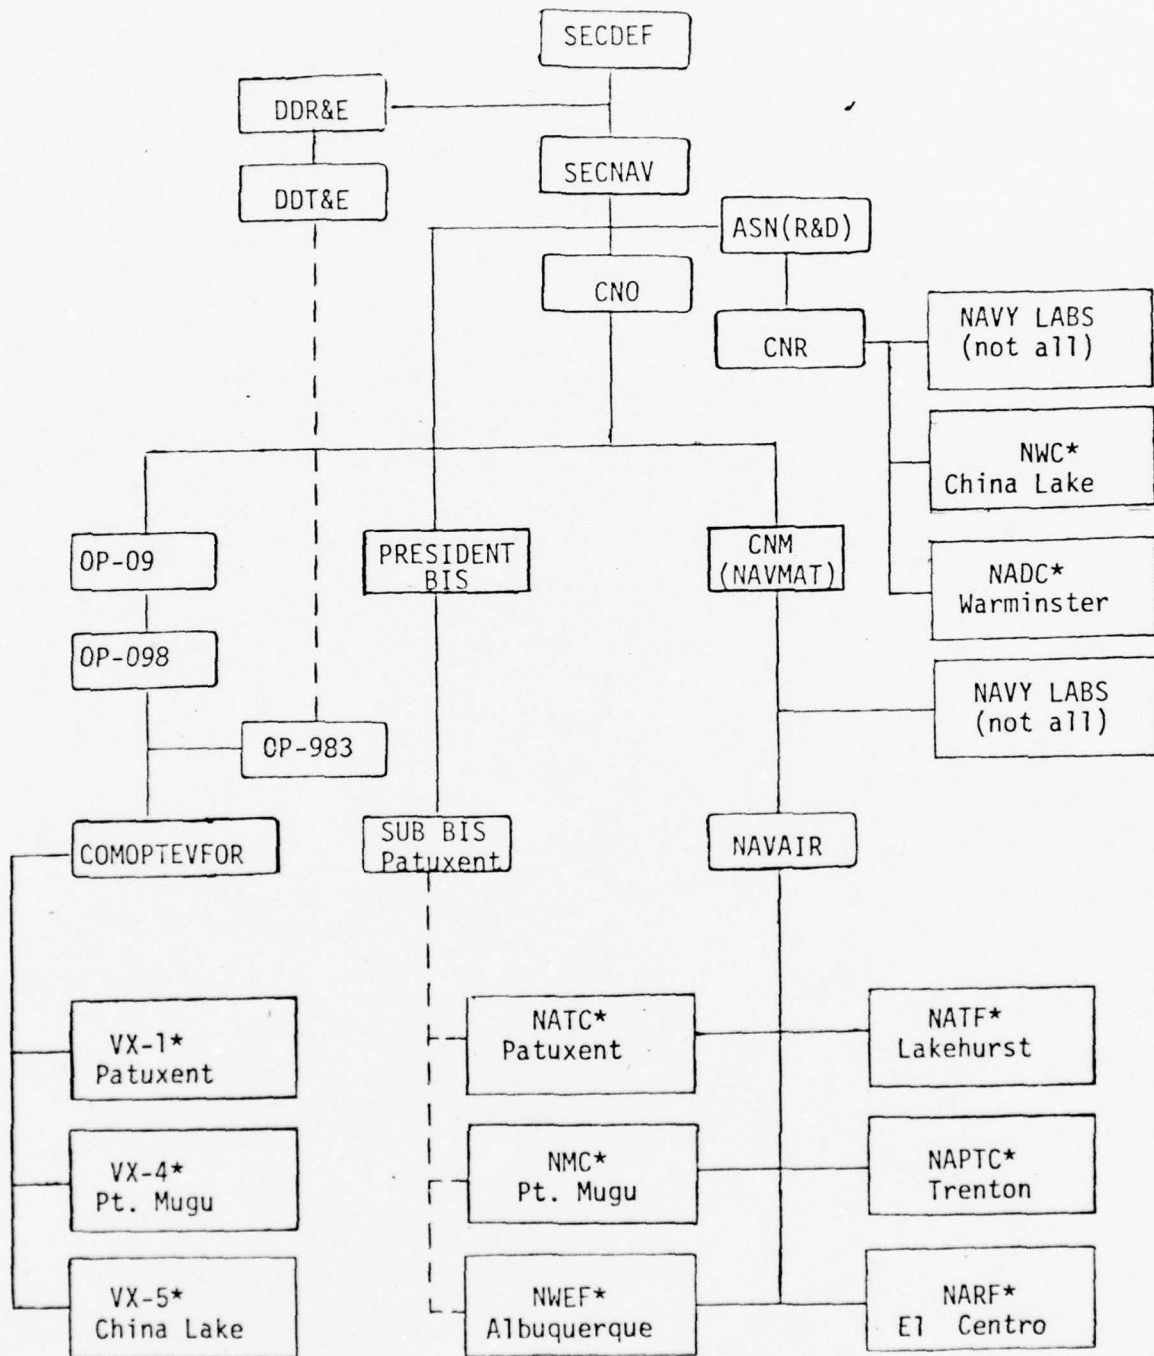 SECDEF
DDR&E
SECNAV
DDT&E
ASN(R&D)
CNO
CNR
NAVY LABS
(not all)
NWC*
China Lake
NADC*
Warminster
OP-09
PRESIDENT
BIS
CNM
(NAVMAT)
OP-098
NAVY LABS
(not all)
OP-983
COMOPTEVFOR
SUB BIS
Patuxent
NAVAIR
VX-1*
Patuxent
NATC*
Patuxent
NATF*
Lakehurst
VX-4*
Pt. Mugu
NMC*
Pt. Mugu
NAPTC*
Trenton
VX-5*
China Lake
NWEF*
Albuquerque
NARF*
El Centro